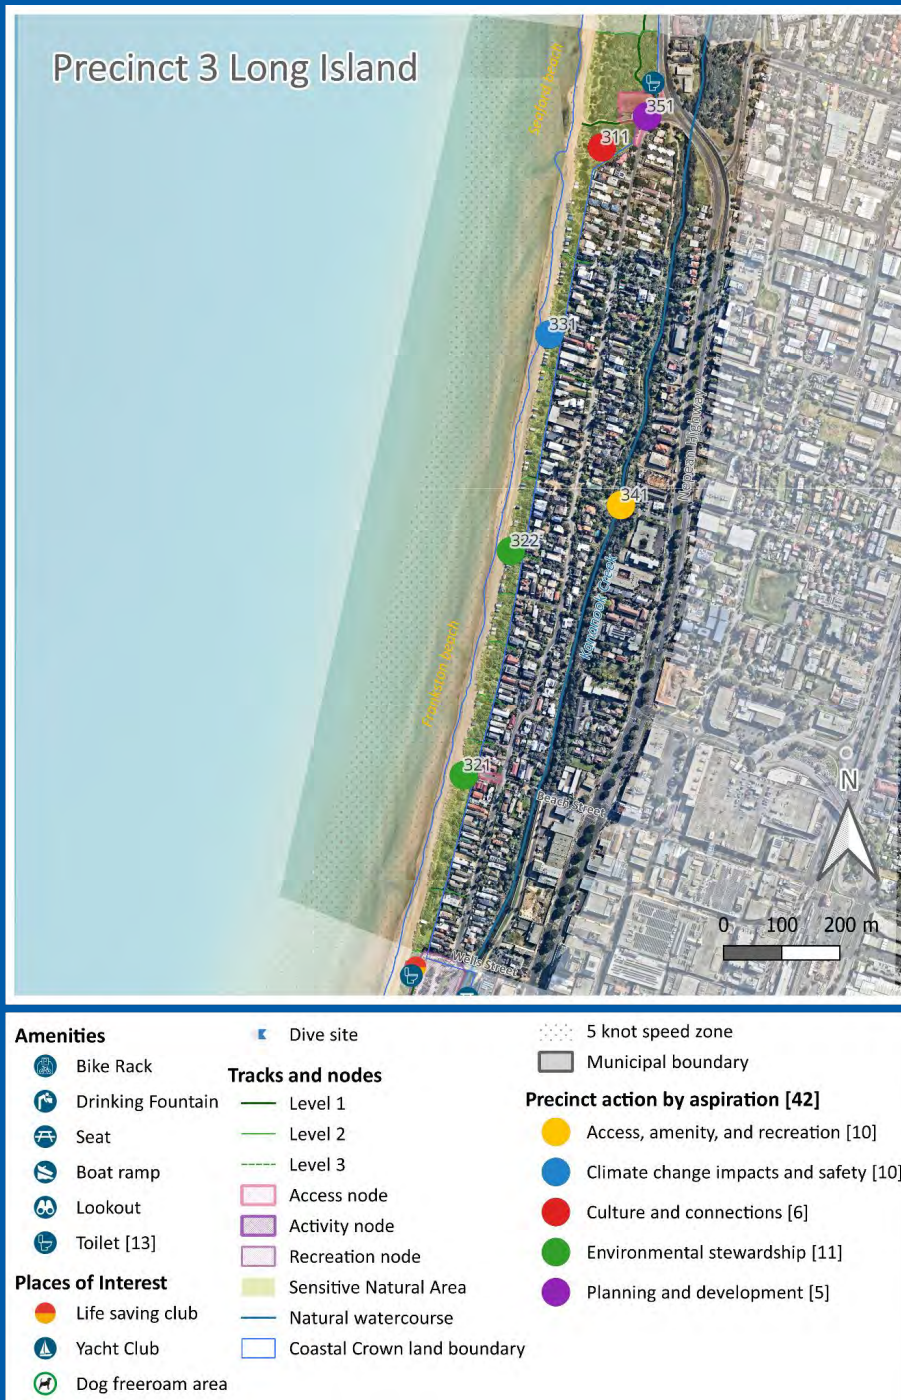 Precinct 3 Long Island
Seaford beach
351
311
331
Nepean Highway
341
322
Kananook Creek
Frankston beach
321
Beach Street
N
0 100 200 m
Wells Street
Amenities
Bike Rack
Drinking Fountain
Seat
Boat ramp
Lookout
Toilet [13]
Places of Interest
Life saving club
Yacht Club
Dog freeroam area
Dive site
Tracks and nodes
Level 1
Level 2
Level 3
Access node
Activity node
Recreation node
Sensitive Natural Area
Natural watercourse
Coastal Crown land boundary
5 knot speed zone
Municipal boundary
Precinct action by aspiration [42]
Access, amenity, and recreation [10]
Climate change impacts and safety [10]
Culture and connections [6]
Environmental stewardship [11]
Planning and development [5]